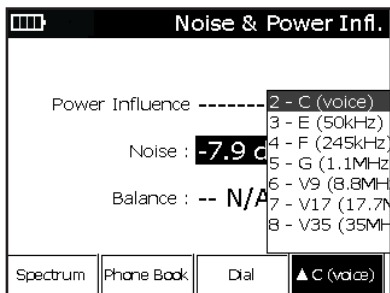 Noise & Power Infl.
Power Influence -------
Noise : -7.9 d
Balance : -- N/A
2 - C (voice)
3 - E (50kHz)
4 - F (245kHz)
5 - G (1.1MHz
6 - V9 (8.8MH
7 - V17 (17.7M
8 - V35 (35MH
Spectrum Phone Book Dial ▲C (voice)